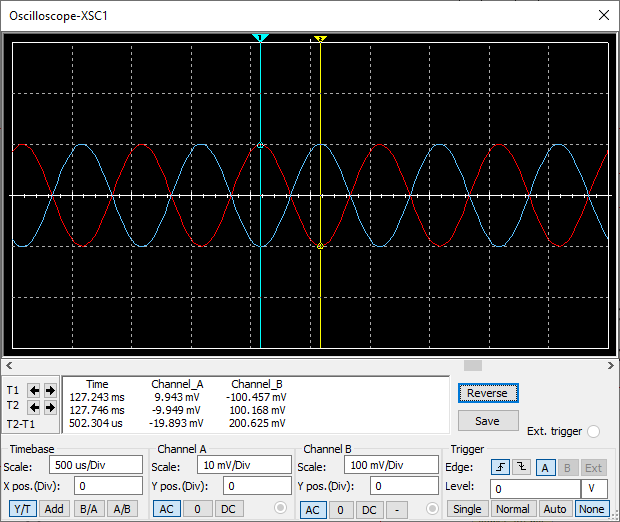 Oscilloscope-XSC1
1 2
Time Channel_A Channel_B
T1 127.243 ms 9.943 mV -100.457 mV
T2 127.746 ms -9.949 mV 100.168 mV
T2-T1 502.304 us -19.893 mV 200.625 mV
Reverse
Save
Ext. trigger
Timebase Channel A Channel B Trigger
Scale: 500 us/Div Scale: 10 mV/Div Scale: 100 mV/Div Edge: A B Ext
X pos.(Div): 0 Y pos.(Div): 0 Y pos.(Div): 0 Level: 0 V
Y/T Add B/A A/B AC 0 DC AC 0 DC - Single Normal Auto None